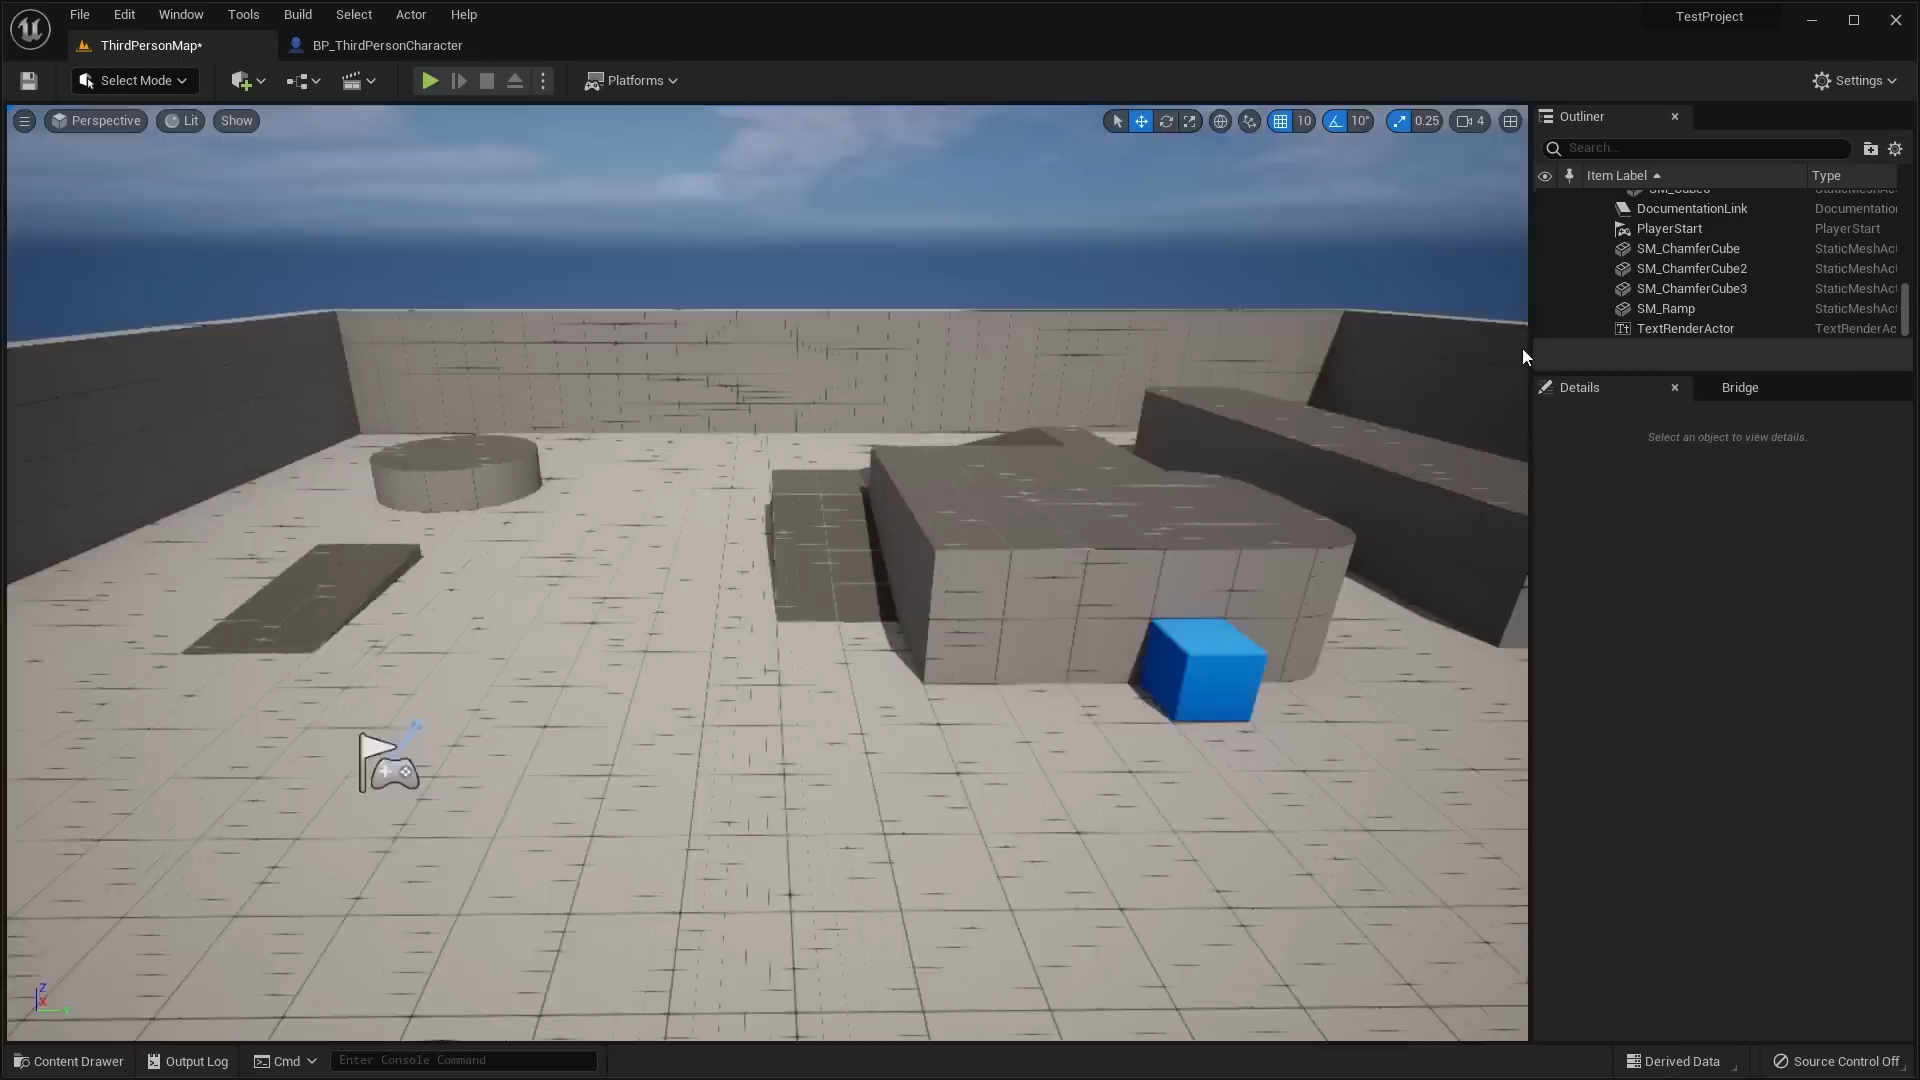 File Edit Window Tools Build Select Actor Help
TestProject
ThirdPersonMap* BP_ThirdPersonCharacter
Select Mode Platforms Settings
Perspective Lit Show 10 10° 0.25 4
Outliner
Search...
Item Label Type
DocumentationLink Documentation
PlayerStart PlayerStart
SM_ChamferCube StaticMeshAct
SM_ChamferCube2 StaticMeshAct
SM_ChamferCube3 StaticMeshAct
SM_Ramp StaticMeshAct
TextRenderActor TextRenderAc
Details Bridge
Select an object to view details.
Z
X
Y
Content Drawer Output Log Cmd Enter Console Command Derived Data Source Control Off